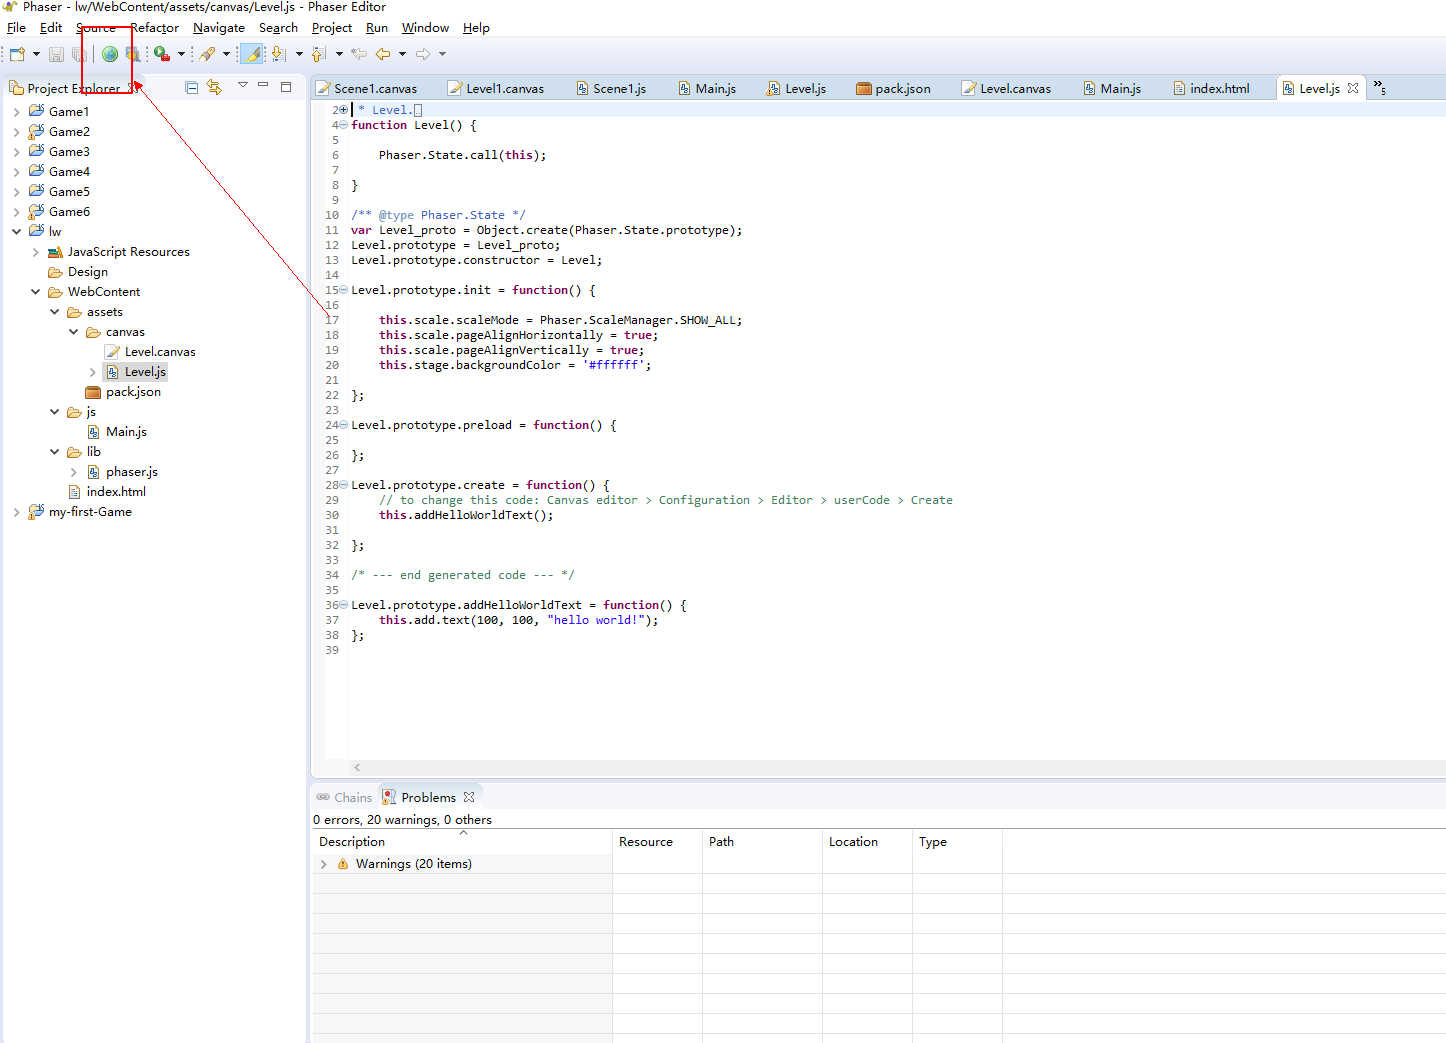 Phaser - lw/WebContent/assets/canvas/Level.js - Phaser Editor
File Edit Source Refactor Navigate Search Project Run Window Help
Project Explorer
Game1
Game2
Game3
Game4
Game5
Game6
lw
JavaScript Resources
Design
WebContent
assets
canvas
Level.canvas
Level.js
pack.json
js
Main.js
lib
phaser.js
index.html
my-first-Game
Scene1.canvas Level1.canvas Scene1.js Main.js Level.js pack.json Level.canvas Main.js index.html Level.js »5
2 * Level.
4 function Level() {
5
6 Phaser.State.call(this);
7
8 }
9
10 /** @type Phaser.State */
11 var Level_proto = Object.create(Phaser.State.prototype);
12 Level.prototype = Level_proto;
13 Level.prototype.constructor = Level;
14
15 Level.prototype.init = function() {
16
17 this.scale.scaleMode = Phaser.ScaleManager.SHOW_ALL;
18 this.scale.pageAlignHorizontally = true;
19 this.scale.pageAlignVertically = true;
20 this.stage.backgroundColor = '#ffffff';
21
22 };
23
24 Level.prototype.preload = function() {
25
26 };
27
28 Level.prototype.create = function() {
29 // to change this code: Canvas editor > Configuration > Editor > userCode > Create
30 this.addHelloWorldText();
31
32 };
33
34 /* --- end generated code --- */
35
36 Level.prototype.addHelloWorldText = function() {
37 this.add.text(100, 100, "hello world!");
38 };
39
Chains Problems
0 errors, 20 warnings, 0 others
Description Resource Path Location Type
Warnings (20 items)